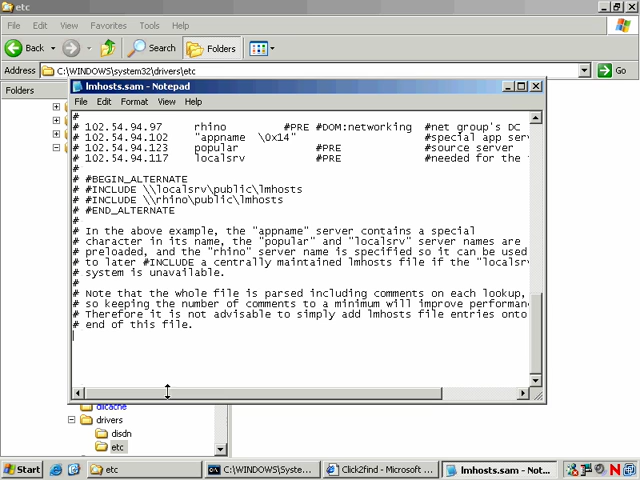 etc
File Edit View Favorites Tools Help
Back Search Folders
Address C:\WINDOWS\system32\drivers\etc Go
Folders
lmhosts.sam - Notepad
File Edit Format View Help
#
# 102.54.94.97 rhino #PRE #DOM:networking #net group's DC
# 102.54.94.102 "appname \0x14" #special app serv
# 102.54.94.123 popular #PRE #source server
# 102.54.94.117 localsrv #PRE #needed for the
#
# #BEGIN_ALTERNATE
# #INCLUDE \\localsrv\public\lmhosts
# #INCLUDE \\rhino\public\lmhosts
# #END_ALTERNATE
#
# In the above example, the "appname" server contains a special
# character in its name, the "popular" and "localsrv" server names are
# preloaded, and the "rhino" server name is specified so it can be used
# to later #INCLUDE a centrally maintained lmhosts file if the "localsrv
# system is unavailable.
#
# Note that the whole file is parsed including comments on each lookup,
# so keeping the number of comments to a minimum will improve performan
# Therefore it is not advisable to simply add lmhosts file entries onto
# end of this file.
dllcache
drivers
disdn
etc
Start etc C:\WINDOWS\Syste... Click2find - Microsoft ... lmhosts.sam - Not...